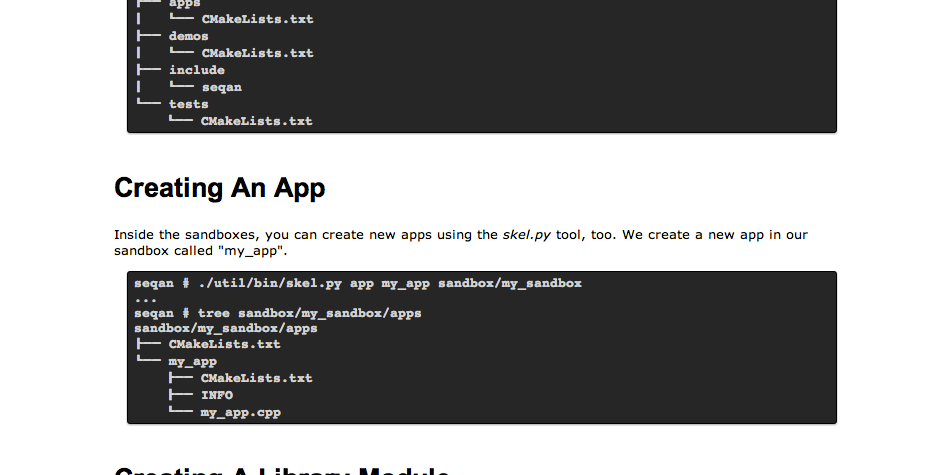 ├── apps
│   └── CMakeLists.txt
├── demos
│   └── CMakeLists.txt
├── include
│   └── seqan
└── tests
    └── CMakeLists.txt
Creating An App
Inside the sandboxes, you can create new apps using the skel.py tool, too. We create a new app in our
sandbox called "my_app".
seqan # ./util/bin/skel.py app my_app sandbox/my_sandbox
...
seqan # tree sandbox/my_sandbox/apps
sandbox/my_sandbox/apps
├── CMakeLists.txt
└── my_app
    ├── CMakeLists.txt
    ├── INFO
    └── my_app.cpp
Creating A Library Module